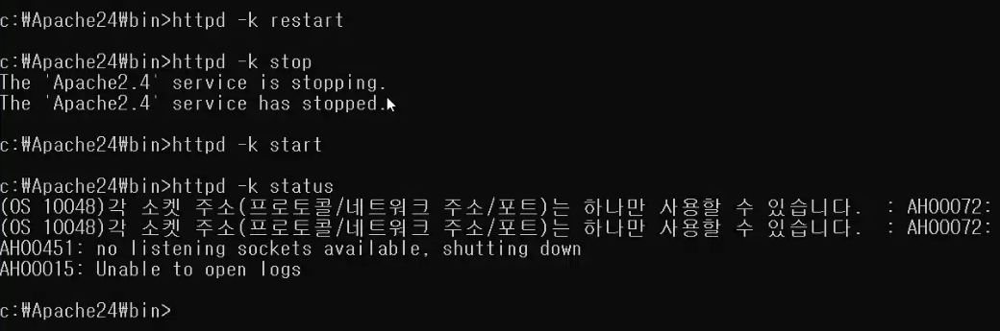 c:₩Apache24₩bin>httpd -k restart
c:₩Apache24₩bin>httpd -k stop
The 'Apache2.4' service is stopping.
The 'Apache2.4' service has stopped.
c:₩Apache24₩bin>httpd -k start
c:₩Apache24₩bin>httpd -k status
(OS 10048)각 소켓 주소(프로토콜/네트워크 주소/포트)는 하나만 사용할 수 있습니다.  : AH00072:
(OS 10048)각 소켓 주소(프로토콜/네트워크 주소/포트)는 하나만 사용할 수 있습니다.  : AH00072:
AH00451: no listening sockets available, shutting down
AH00015: Unable to open logs
c:₩Apache24₩bin>